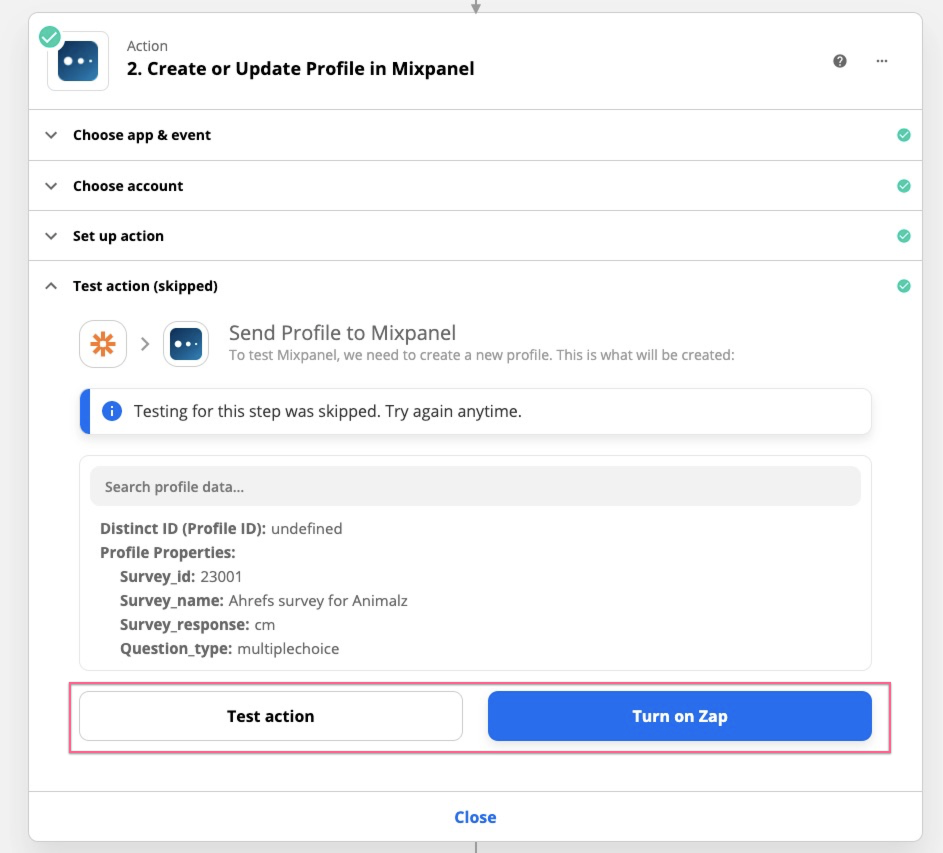 Action
2. Create or Update Profile in Mixpanel
Choose app & event
Choose account
Set up action
Test action (skipped)
Send Profile to Mixpanel
To test Mixpanel, we need to create a new profile. This is what will be created:
Testing for this step was skipped. Try again anytime.
Search profile data...
Distinct ID (Profile ID): undefined
Profile Properties:
Survey_id: 23001
Survey_name: Ahrefs survey for Animalz
Survey_response: cm
Question_type: multiplechoice
Test action
Turn on Zap
Close